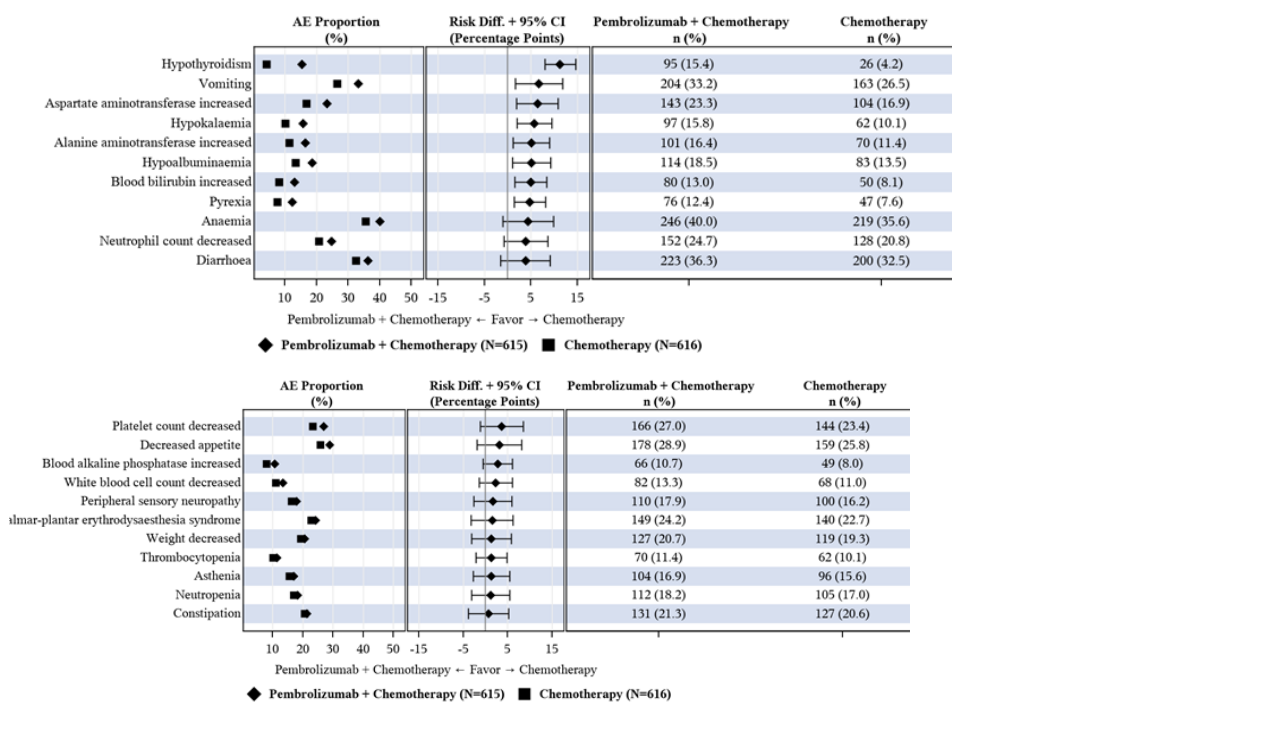 AE Proportion Risk Diff. + 95% CI Pembrolizumab + Chemotherapy Chemotherapy
(%) (Percentage Points) n (%) n (%)
Hypothyroidism 95 (15.4) 26 (4.2)
Vomiting 204 (33.2) 163 (26.5)
Aspartate aminotransferase increased 143 (23.3) 104 (16.9)
Hypokalaemia 97 (15.8) 62 (10.1)
Alanine aminotransferase increased 101 (16.4) 70 (11.4)
Hypoalbuminaemia 114 (18.5) 83 (13.5)
Blood bilirubin increased 80 (13.0) 50 (8.1)
Pyrexia 76 (12.4) 47 (7.6)
Anaemia 246 (40.0) 219 (35.6)
Neutrophil count decreased 152 (24.7) 128 (20.8)
Diarrhoea 223 (36.3) 200 (32.5)
10 20 30 40 50 -15 -5 5 15
Pembrolizumab + Chemotherapy ← Favor → Chemotherapy
Pembrolizumab + Chemotherapy (N=615) Chemotherapy (N=616)
AE Proportion Risk Diff. + 95% CI Pembrolizumab + Chemotherapy Chemotherapy
(%) (Percentage Points) n (%) n (%)
Platelet count decreased 166 (27.0) 144 (23.4)
Decreased appetite 178 (28.9) 159 (25.8)
Blood alkaline phosphatase increased 66 (10.7) 49 (8.0)
White blood cell count decreased 82 (13.3) 68 (11.0)
Peripheral sensory neuropathy 110 (17.9) 100 (16.2)
almar-plantar erythrodysaesthesia syndrome 149 (24.2) 140 (22.7)
Weight decreased 127 (20.7) 119 (19.3)
Thrombocytopenia 70 (11.4) 62 (10.1)
Asthenia 104 (16.9) 96 (15.6)
Neutropenia 112 (18.2) 105 (17.0)
Constipation 131 (21.3) 127 (20.6)
10 20 30 40 50 -15 -5 5 15
Pembrolizumab + Chemotherapy ← Favor → Chemotherapy
Pembrolizumab + Chemotherapy (N=615) Chemotherapy (N=616)